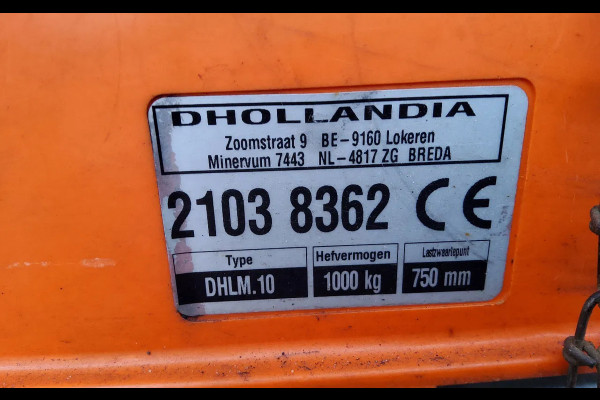 DHOLLANDIA
Zoomstraat 9 BE-9160 Lokeren
Minervum 7443 NL-4817 ZG BREDA
2103 8362 CE
Type Hefvermogen Lastzwaartepunt
DHLM.10 1000 kg 750 mm